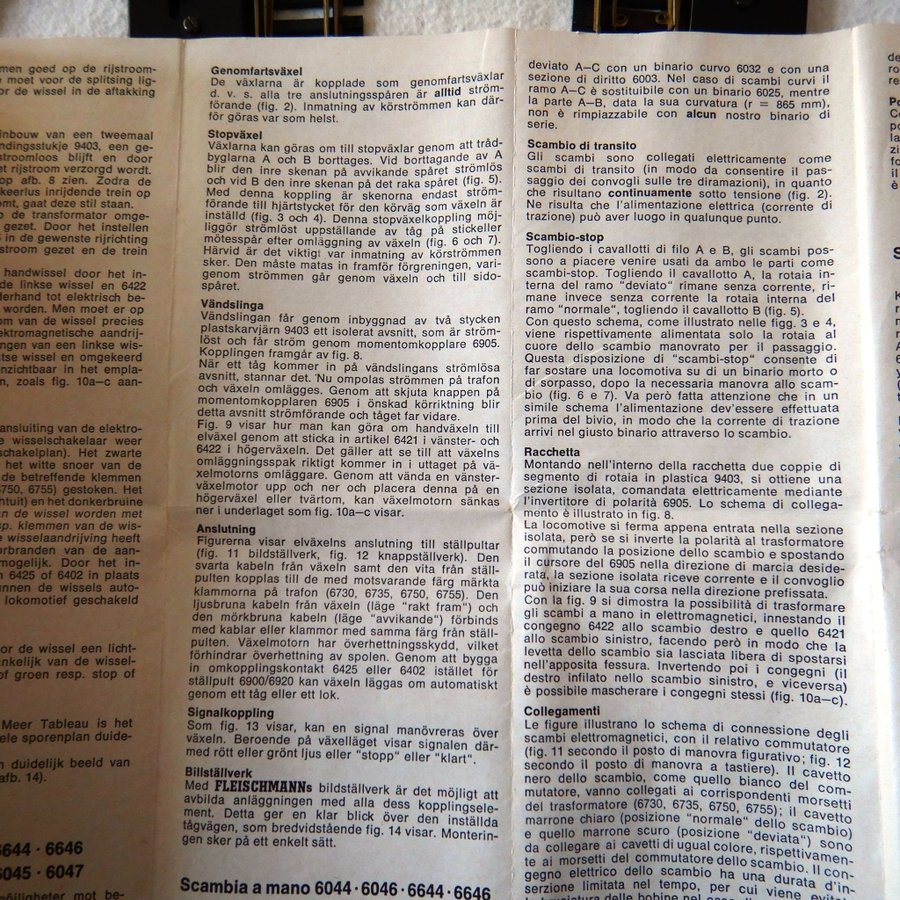 men goed op de rijstroom-
moet voor de splitsing lig-
or de wissel in de aftakking
inbouw van een tweemaal
ndingsstukje 9403, een ge-
stroomloos blijft en door
et rijstroom verzorgd wordt.
op afb. 8 zien. Zodra de
keerlus inrijdende trein op
omt, gaat deze stil staan.
p de transformator omge-
gezet. Door het instellen
in de gewenste rijrichting
stroom gezet en de trein
handwissel door het in-
de linkse wissel en 6422
derhand tot elektrisch be-
worden. Men moet er op
om van de wissel precies
ektromagnetische aandrij-
ngen van een linkse wis-
tse wissel en omgekeerd
nzichtbaar in het empla-
n, zoals fig. 10a–c aan-
ansluiting van de elektro-
e wisselschakelaar weer
schakelplan). Het zwarte
het witte snoer van de
de betreffende klemmen
6750, 6755) gestoken. Het
ntuit) en het donkerbruine
an de wissel worden met
sp. klemmen van de wis-
e wisselaandrijving heeft
orbranden van de aan-
mogelijk. Door het in-
n 6425 of 6402 in plaats
unnen de wissels auto-
lokomotief geschakeld
or de wissel een licht-
nkelijk van de wissel-
of groen resp. stop of
Meer Tableau is het
ele sporenplan duide-
n duidelijk beeld van
afb. 14).
6644 · 6646
6045 · 6047
möjligheter mot be-
Genomfartsväxel
De växlarna är kopplade som genomfartsväxlar
d. v. s. alla tre anslutningsspåren är alltid ström-
förande (fig. 2). Inmatning av körströmmen kan där-
för göras var som helst.
Stopväxel
Växlarna kan göras om till stopväxlar genom att tråd-
byglarna A och B borttages. Vid borttagande av A
blir den inre skenan på avvikande spåret strömlös
och vid B den inre skenan på det raka spåret (fig. 5).
Med denna koppling är skenorna endast ström-
förande till hjärtstycket för den körväg som växeln är
inställd (fig. 3 och 4). Denna stopväxelkoppling möj-
liggör strömlöst uppställande av tåg på stickeller
mötesspår efter omläggning av växeln (fig. 6 och 7).
Härvid är det viktigt var inmatning av körströmmen
sker. Den måste matas in framför förgreningen, vari-
genom strömmen går genom växeln och till sido-
spåret.
Vändslinga
Vändslingan får genom inbyggnad av två stycken
plastskarvjärn 9403 ett isolerat avsnitt, som är ström-
löst och får ström genom momentkopplare 6905.
Kopplingen framgår av fig. 8.
När ett tåg kommer in på vändslingans strömlösa
avsnitt, stannar det. Nu ompolas strömmen på trafon
och växeln omlägges. Genom att skjuta knappen på
momentomkopplaren 6905 i önskad körriktning blir
detta avsnitt strömförande och tåget far vidare.
Fig. 9 visar hur man kan göra om handväxeln till
elväxel genom att sticka in artikel 6421 i vänster- och
6422 i högerväxeln. Det gäller att se till att växelns
omläggningsspak riktigt kommer in i uttaget på vä-
xelmotorns omläggare. Genom att vända en vänster-
växelmotor upp och ner och placera denna på en
högerväxel eller tvärtom, kan växelmotorn sänkas
ner i underlaget som fig. 10a–c visar.
Anslutning
Figurerna visar elväxelns anslutning till ställpultar
(fig. 11 bildställverk, fig. 12 knappställverk). Den
svarta kabeln från växeln samt den vita från ställ-
pulten kopplas till de med motsvarande färg märkta
klammorna på trafon (6730, 6735, 6750, 6755). Den
ljusbruna kabeln från växeln (läge "rakt fram") och
den mörkbruna kabeln (läge "avvikande") förbinds
med kablar eller klammor med samma färg från ställ-
pulten. Växelmotorn har överhettningsskydd, vilket
förhindrar överhettning av spolen. Genom att bygga
in omkopplingskontakt 6425 eller 6402 istället för
ställpult 6900/6920 kan växeln läggas om automatiskt
genom ett tåg eller ett lok.
Signalkoppling
Som fig. 13 visar, kan en signal manövreras över
växeln. Beroende på växelläget visar signalen där-
med rött eller grönt ljus eller "stopp" eller "klart".
Billställverk
Med FLEISCHMANNs bildställverk är det möjligt att
avbilda anläggningen med alla dess kopplingsele-
ment. Detta ger en klar blick över den inställda
tågvägen, som bredvidstående fig. 14 visar. Monterin-
gen sker på ett enkelt sätt.
Scambia a mano 6044 · 6046 · 6644 · 6646
deviato A–C con un binario curvo 6032 e con una
sezione di diritto 6003. Nel caso di scambi curvi il
ramo A–C è sostituibile con un binario 6025, mentre
la parte A–B, data la sua curvatura (r = 865 mm),
non è rimpiazzabile con alcun nostro binario di
serie.
Scambio di transito
Gli scambi sono collegati elettricamente come
scambi di transito (in modo da consentire il pas-
saggio dei convogli sulle tre diramazioni), in quanto
che risultano continuamente sotto tensione (fig. 2).
Ne risulta che l'alimentazione elettrica (corrente di
trazione) può aver luogo in qualunque punto.
Scambio-stop
Togliendo i cavallotti di filo A e B, gli scambi pos-
sono a piacere venire usati da ambo le parti come
scambi-stop. Togliendo il cavallotto A, la rotaia in-
terna del ramo "deviato" rimane senza corrente, ri-
mane invece senza corrente la rotaia interna del
ramo "normale", togliendo il cavallotto B (fig. 5).
Con questo schema, come illustrato nelle figg. 3 e 4,
viene rispettivamente alimentata solo la rotaia al
cuore dello scambio manovrato per il passaggio.
Questa disposizione di "scambi-stop" consente di
far sostare una locomotiva su di un binario morto o
di sorpasso, dopo la necessaria manovra allo scam-
bio (fig. 6 e 7). Va però fatta attenzione che in un
simile schema l'alimentazione dev'essere effettuata
prima del bivio, in modo che la corrente di trazione
arrivi nel giusto binario attraverso lo scambio.
Racchetta
Montando nell'interno della racchetta due coppie di
segmento di rotaia in plastica 9403, si ottiene una
sezione isolata, comandata elettricamente mediante
l'invertitore di polarità 6905. Lo schema di collega-
mento è illustrato in fig. 8.
La locomotive si ferma appena entrata nella sezione
isolata, però se si inverte la polarità al trasformatore
commutando la posizione dello scambio e spostando
il cursore del 6905 nella direzione di marcia deside-
rata, la sezione isolata riceve corrente e il convoglio
può iniziare la sua corsa nella direzione prefissata.
Con la fig. 9 si dimostra la possibilità di trasformare
gli scambi a mano in elettromagnetici, innestando il
congegno 6422 allo scambio destro e quello 6421
allo scambio sinistro, facendo però in modo che la
levetta dello scambio sia lasciata libera di spostarsi
nell'apposita fessura. Invertendo poi i congegni (il
destro infilato nello scambio sinistro, e viceversa)
è possibile mascherare i congegni stessi (fig. 10a–c).
Collegamenti
Le figure illustrano lo schema di connessione degli
scambi elettromagnetici, con il relativo commutatore
(fig. 11 secondo il posto di manovra figurativo; fig. 12
secondo il posto di manovra a tastiere). Il cavetto
nero dello scambio, come quello bianco del com-
mutatore, vanno collegati ai corrispondenti morsetti
del trasformatore (6730, 6735, 6750, 6755); il cavetto
marrone chiaro (posizione "normale" dello scambio)
e quello marrone scuro (posizione "deviata") sono
da collegare ai cavetti di ugual colore, rispettivamen-
te ai morsetti del commutatore dello scambio. Il con-
gegno elettrico dello scambio ha una durata d'in-
serzione limitata nel tempo, per cui viene evitata